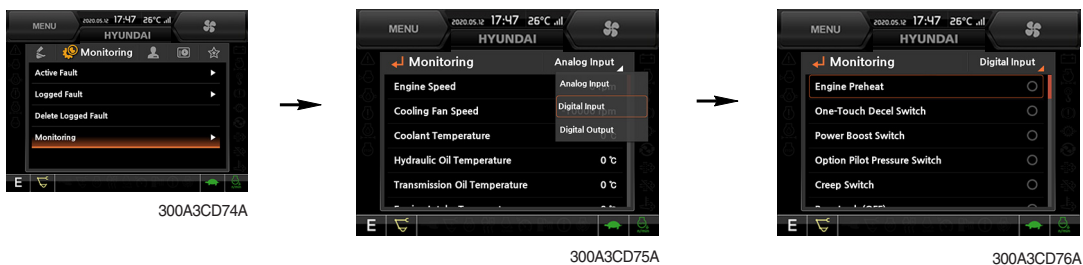 MENU
2020.05.12 17:47 26°C
HYUNDAI
Monitoring
Active Fault
Logged Fault
Delete Logged Fault
Monitoring
E
300A3CD74A
MENU
2020.05.12 17:47 26°C
HYUNDAI
Monitoring Analog Input
Engine Speed Analog Input
Cooling Fan Speed Digital Input
Coolant Temperature Digital Output
Hydraulic Oil Temperature 0 ℃
Transmission Oil Temperature 0 ℃
E
300A3CD75A
MENU
2020.05.12 17:47 26°C
HYUNDAI
Monitoring Digital Input
Engine Preheat
One-Touch Decel Switch
Power Boost Switch
Option Pilot Pressure Switch
Creep Switch
E
300A3CD76A